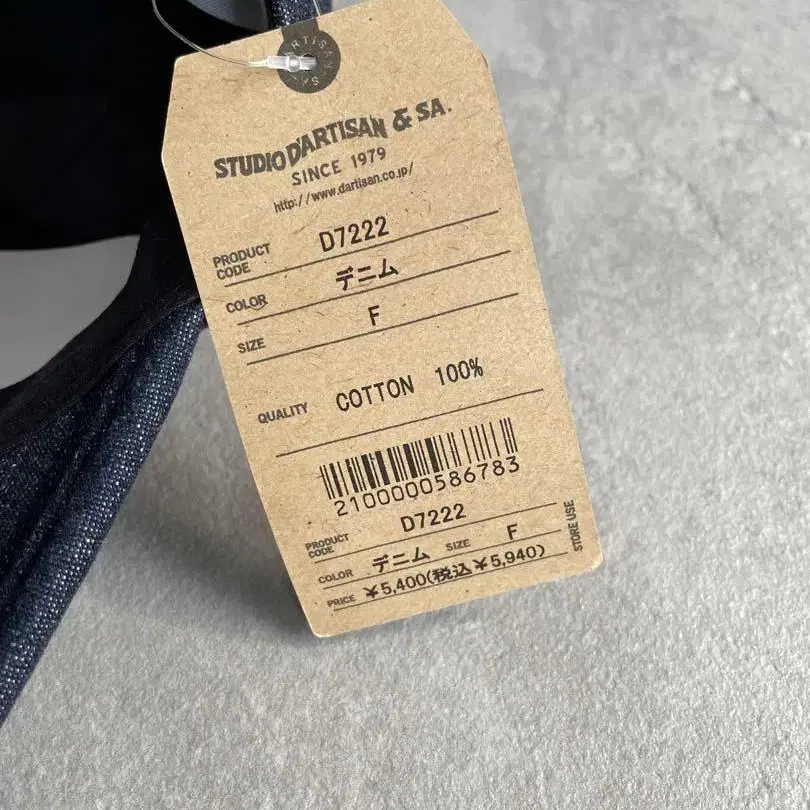 ARTISAN
& SA
STUDIO D'ARTISAN & SA.
SINCE 1979
http://www.dartisan.co.jp/
PRODUCT CODE D7222
COLOR デニム
SIZE F
QUALITY COTTON 100%
2100000586783
PRODUCT CODE D7222
COLOR デニム SIZE F
PRICE ¥5,400(税込¥5,940)
STORE USE